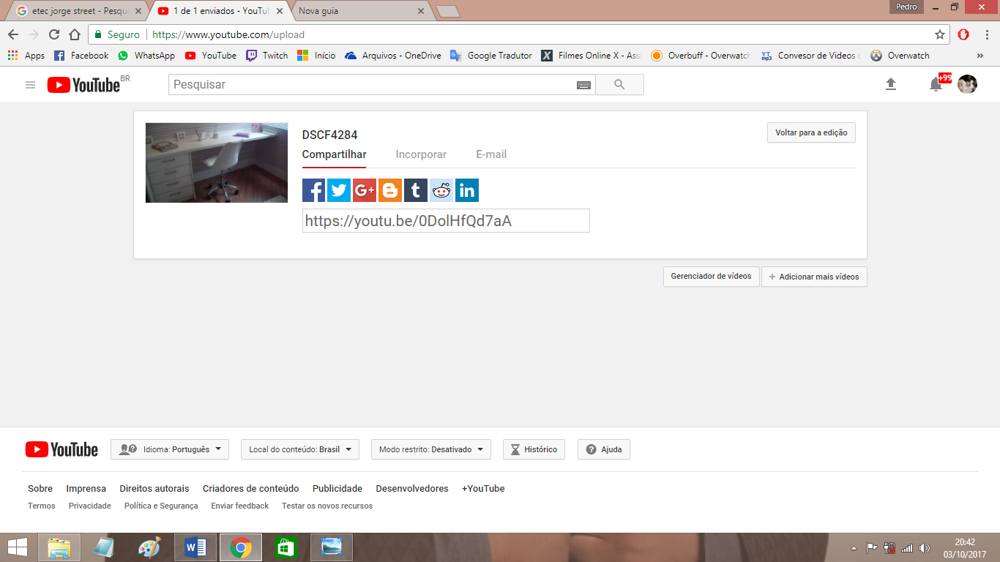 etec jorge street - Pesqu
1 de 1 enviados - YouTub
Nova guia
Pedro
Seguro
https://www.youtube.com/upload
Apps
Facebook
WhatsApp
YouTube
Twitch
Início
Arquivos - OneDrive
Google Tradutor
Filmes Online X - Ass
Overbuff - Overwatch
Convesor de Videos
Overwatch
»
YouTube BR
Pesquisar
+99
DSCF4284
Voltar para a edição
Compartilhar
Incorporar
E-mail
https://youtu.be/0DolHfQd7aA
Gerenciador de vídeos
+ Adicionar mais vídeos
YouTube
Idioma: Português
Local do conteúdo: Brasil
Modo restrito: Desativado
Histórico
Ajuda
Sobre Imprensa Direitos autorais Criadores de conteúdo Publicidade Desenvolvedores +YouTube
Termos Privacidade Política e Segurança Enviar feedback Testar os novos recursos
20:42
03/10/2017